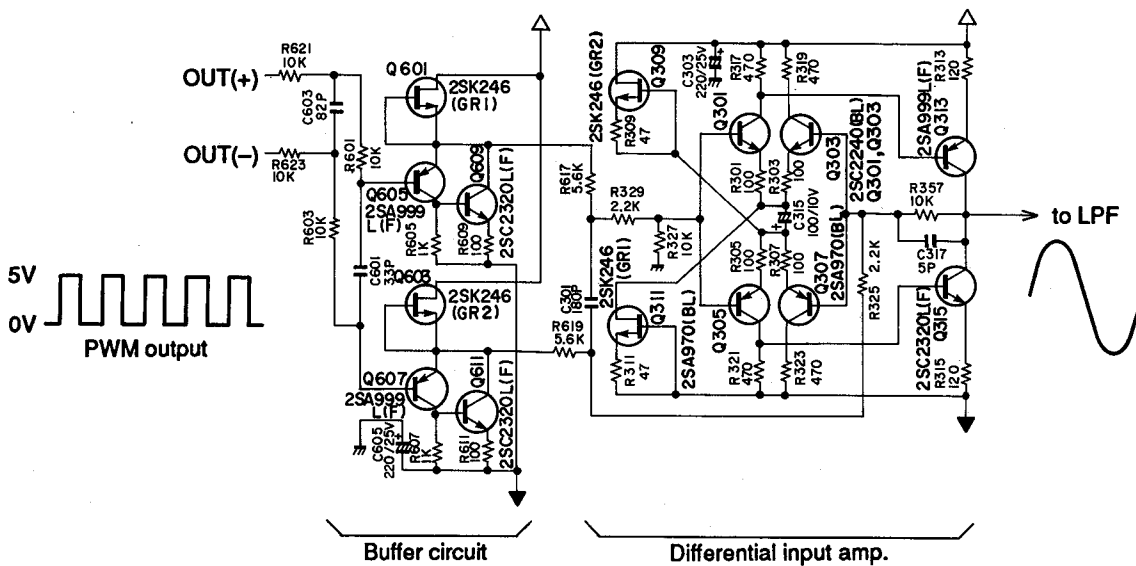 OUT(+)
R621
10K
C603
82P
OUT(-)
R623
10K
R601
10K
R603
10K
C601
33P
5V
0V
PWM output
Q601
2SK246
(GR1)
Q605
2SA999
L(F)
Q609
2SC2320L(F)
R605
1K
R609
100
Q603
2SK246
(GR2)
Q607
2SA999
L(F)
Q611
2SC2320L(F)
C605
220/25V
+
R607
1K
R611
100
Buffer circuit
R617
5.6K
R619
5.6K
C301
180P
R329
2.2K
R327
10K
2SK246(GR2)
Q309
R309
47
2SK246
(GR1)
Q311
R311
47
C303
220/25V
+
R317
470
R319
470
Q301
Q303
2SC2240(BL)
Q301,Q303
R301
100
R303
100
C315
100/10V
+
R305
100
R307
100
Q305
2SA970(BL)
Q307
2SA970(BL)
R321
470
R323
470
2SA999L(F)
Q313
R313
120
R357
10K
C317
5P
R325
2.2K
2SC2320L(F)
Q315
R315
120
to LPF
Differential input amp.